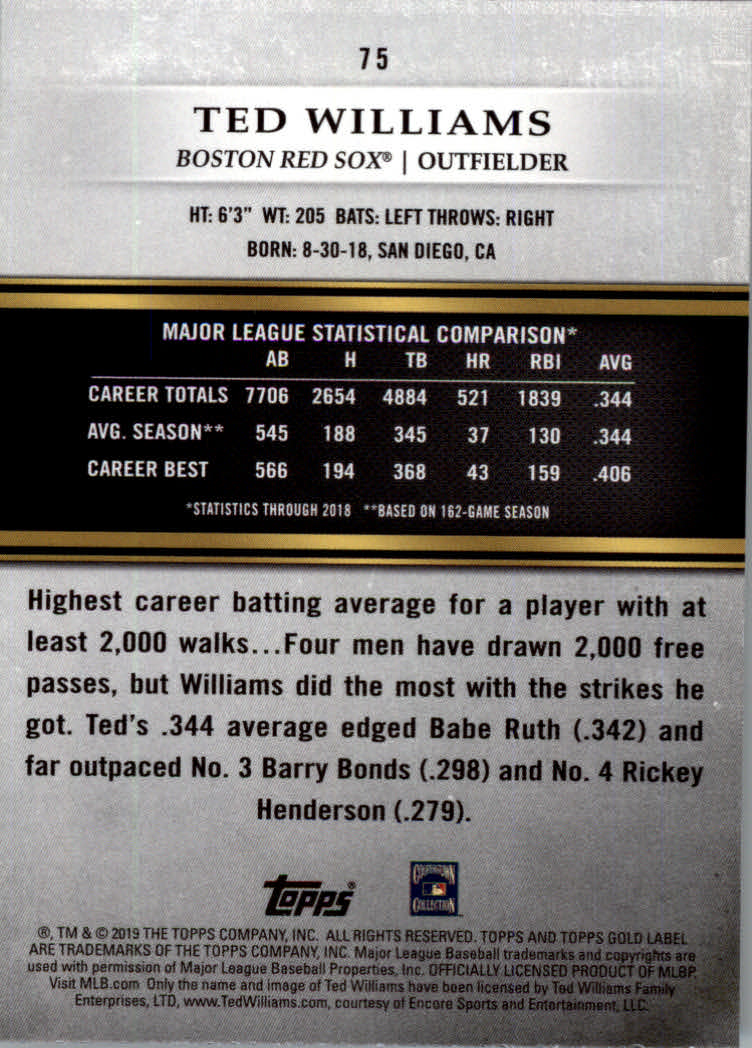 75
TED WILLIAMS
BOSTON RED SOX® | OUTFIELDER
HT: 6'3" WT: 205 BATS: LEFT THROWS: RIGHT
BORN: 8-30-18, SAN DIEGO, CA
MAJOR LEAGUE STATISTICAL COMPARISON*
AB H TB HR RBI AVG
CAREER TOTALS 7706 2654 4884 521 1839 .344
AVG. SEASON** 545 188 345 37 130 .344
CAREER BEST 566 194 368 43 159 .406
*STATISTICS THROUGH 2018 **BASED ON 162-GAME SEASON
Highest career batting average for a player with at
least 2,000 walks...Four men have drawn 2,000 free
passes, but Williams did the most with the strikes he
got. Ted's .344 average edged Babe Ruth (.342) and
far outpaced No. 3 Barry Bonds (.298) and No. 4 Rickey
Henderson (.279).
Topps®
COOPERSTOWN
COLLECTION
®, TM & © 2019 THE TOPPS COMPANY, INC. ALL RIGHTS RESERVED. TOPPS AND TOPPS GOLD LABEL
ARE TRADEMARKS OF THE TOPPS COMPANY, INC. Major League Baseball trademarks and copyrights are
used with permission of Major League Baseball Properties, Inc. OFFICIALLY LICENSED PRODUCT OF MLBP.
Visit MLB.com Only the name and image of Ted Williams have been licensed by Ted Williams Family
Enterprises, LTD, www.TedWilliams.com, courtesy of Encore Sports and Entertainment, LLC.